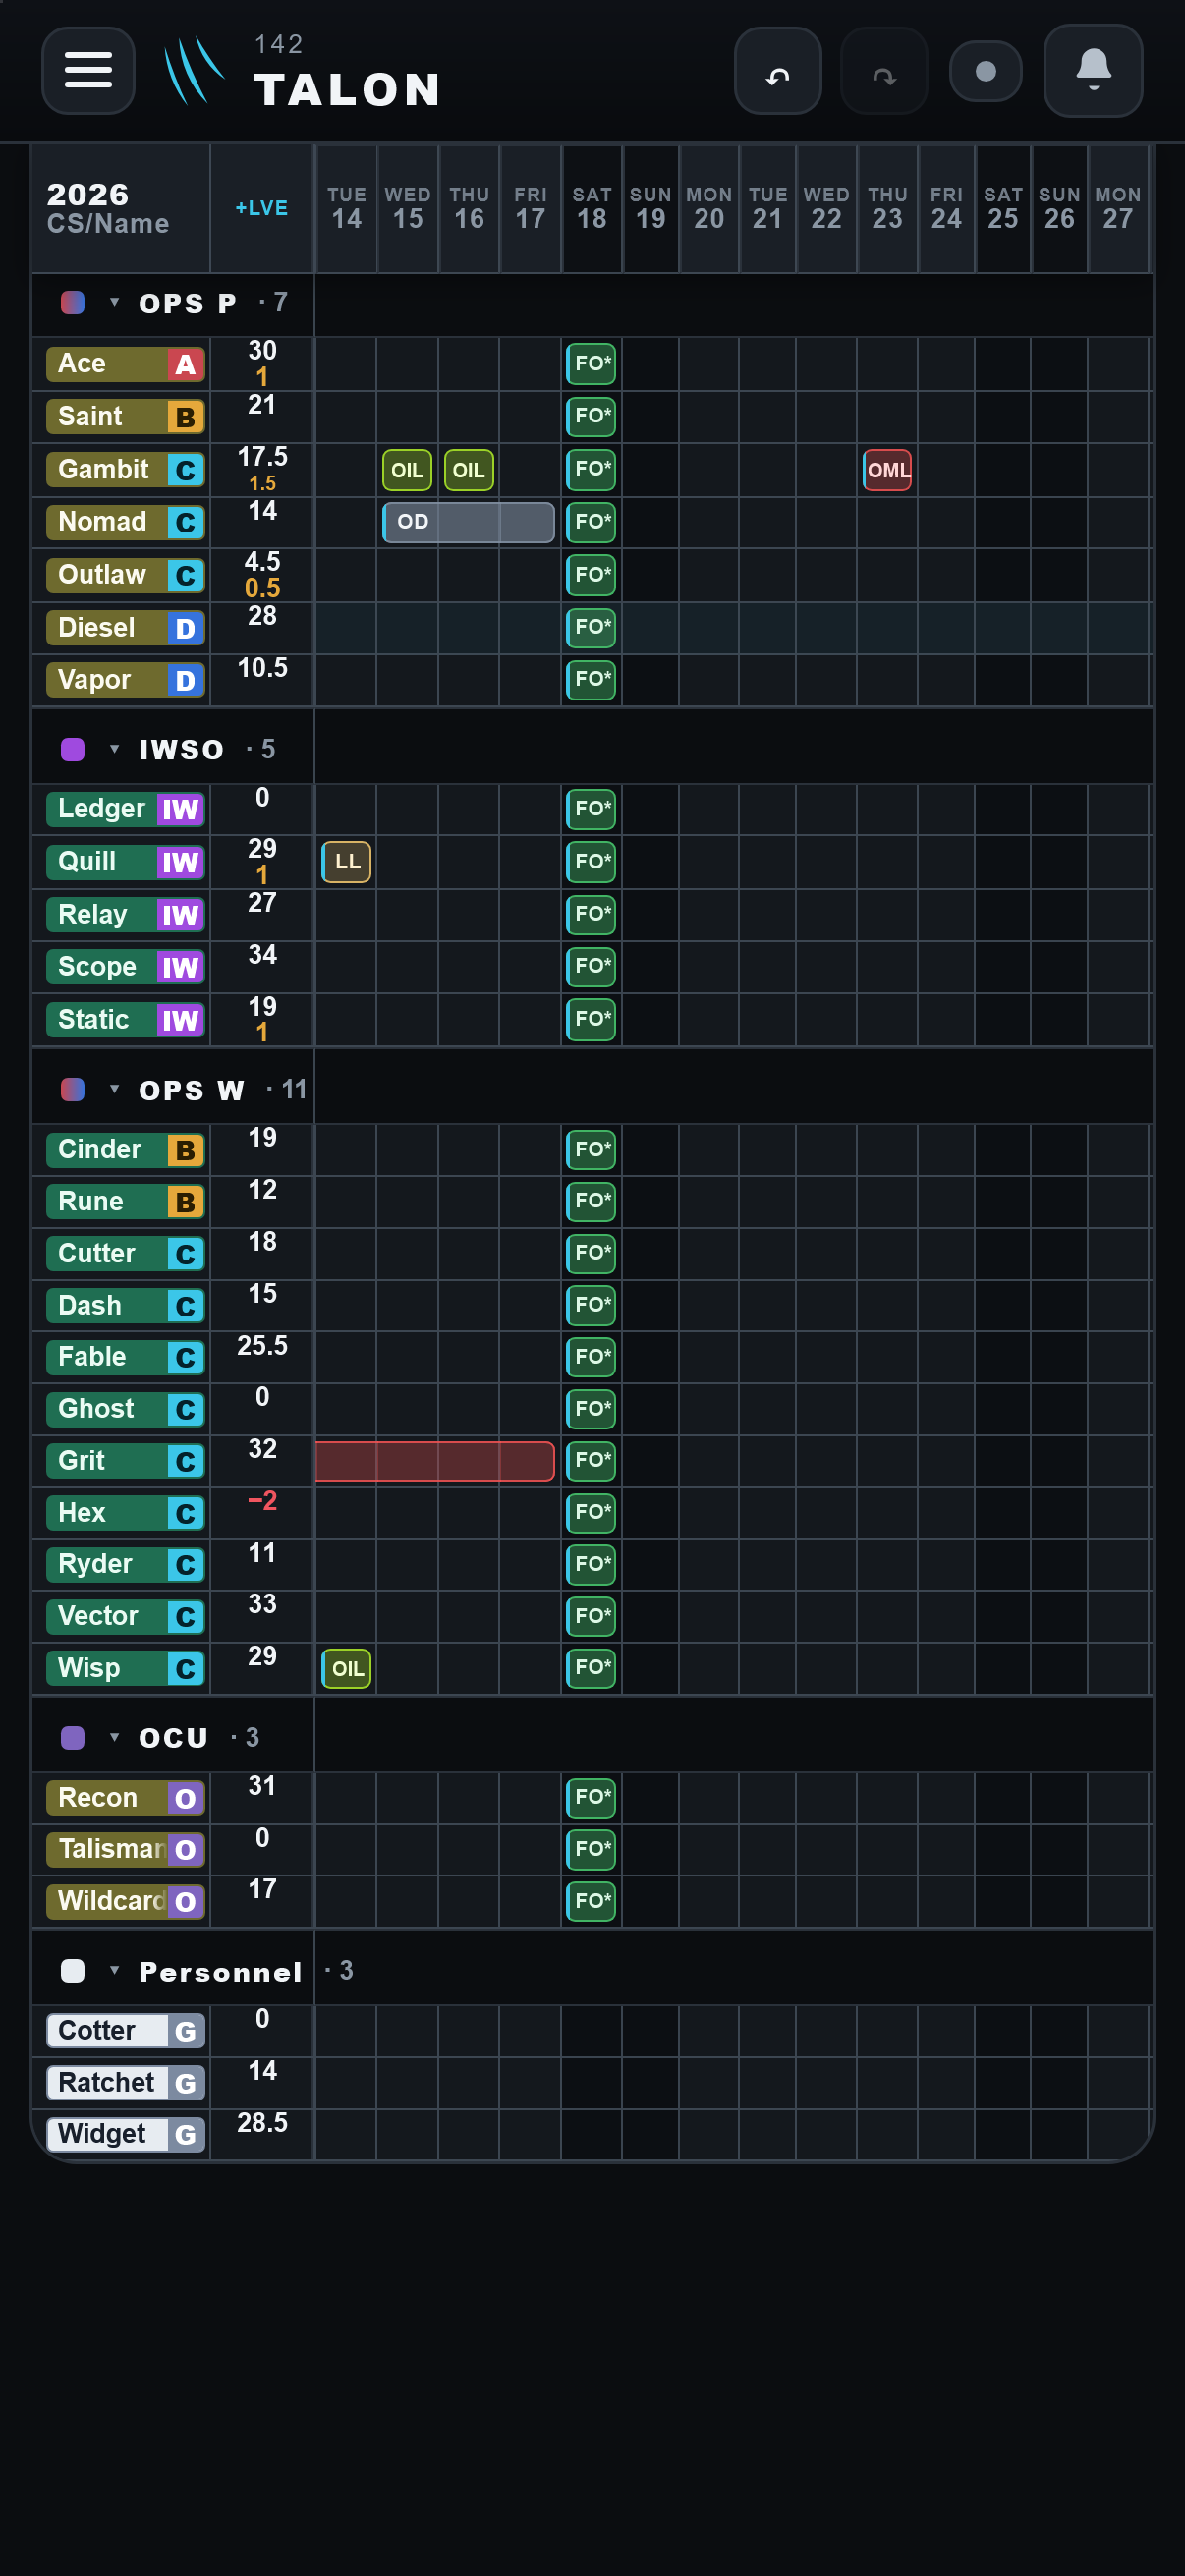 142
TALON
2026
CS/Name
+LVE
TUE 14
WED 15
THU 16
FRI 17
SAT 18
SUN 19
MON 20
TUE 21
WED 22
THU 23
FRI 24
SAT 25
SUN 26
MON 27
▼ OPS P · 7
Ace A 30 1 FO*
Saint B 21 FO*
Gambit C 17.5 1.5 OIL OIL FO* OML
Nomad C 14 OD FO*
Outlaw C 4.5 0.5 FO*
Diesel D 28 FO*
Vapor D 10.5 FO*
▼ IWSO · 5
Ledger IW 0 FO*
Quill IW 29 1 LL FO*
Relay IW 27 FO*
Scope IW 34 FO*
Static IW 19 1 FO*
▼ OPS W · 11
Cinder B 19 FO*
Rune B 12 FO*
Cutter C 18 FO*
Dash C 15 FO*
Fable C 25.5 FO*
Ghost C 0 FO*
Grit C 32 FO*
Hex C −2 FO*
Ryder C 11 FO*
Vector C 33 FO*
Wisp C 29 OIL FO*
▼ OCU · 3
Recon O 31 FO*
Talisman O 0 FO*
Wildcard O 17 FO*
▼ Personnel · 3
Cotter G 0
Ratchet G 14
Widget G 28.5